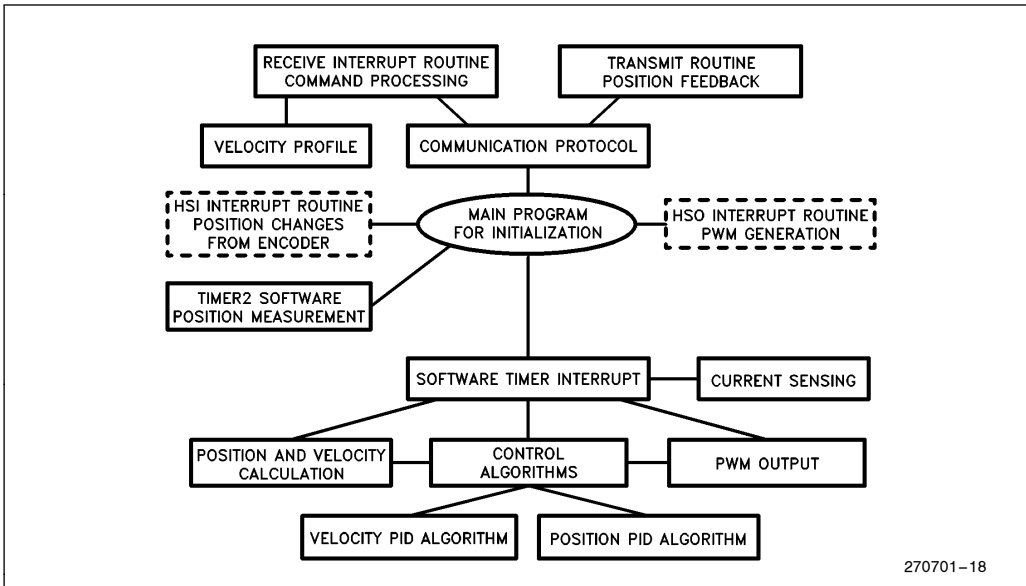 RECEIVE INTERRUPT ROUTINE
COMMAND PROCESSING
TRANSMIT ROUTINE
POSITION FEEDBACK
VELOCITY PROFILE
COMMUNICATION PROTOCOL
HSI INTERRUPT ROUTINE
POSITION CHANGES
FROM ENCODER
MAIN PROGRAM
FOR INITIALIZATION
HSO INTERRUPT ROUTINE
PWM GENERATION
TIMER2 SOFTWARE
POSITION MEASUREMENT
SOFTWARE TIMER INTERRUPT
CURRENT SENSING
POSITION AND VELOCITY
CALCULATION
CONTROL
ALGORITHMS
PWM OUTPUT
VELOCITY PID ALGORITHM
POSITION PID ALGORITHM
270701–18